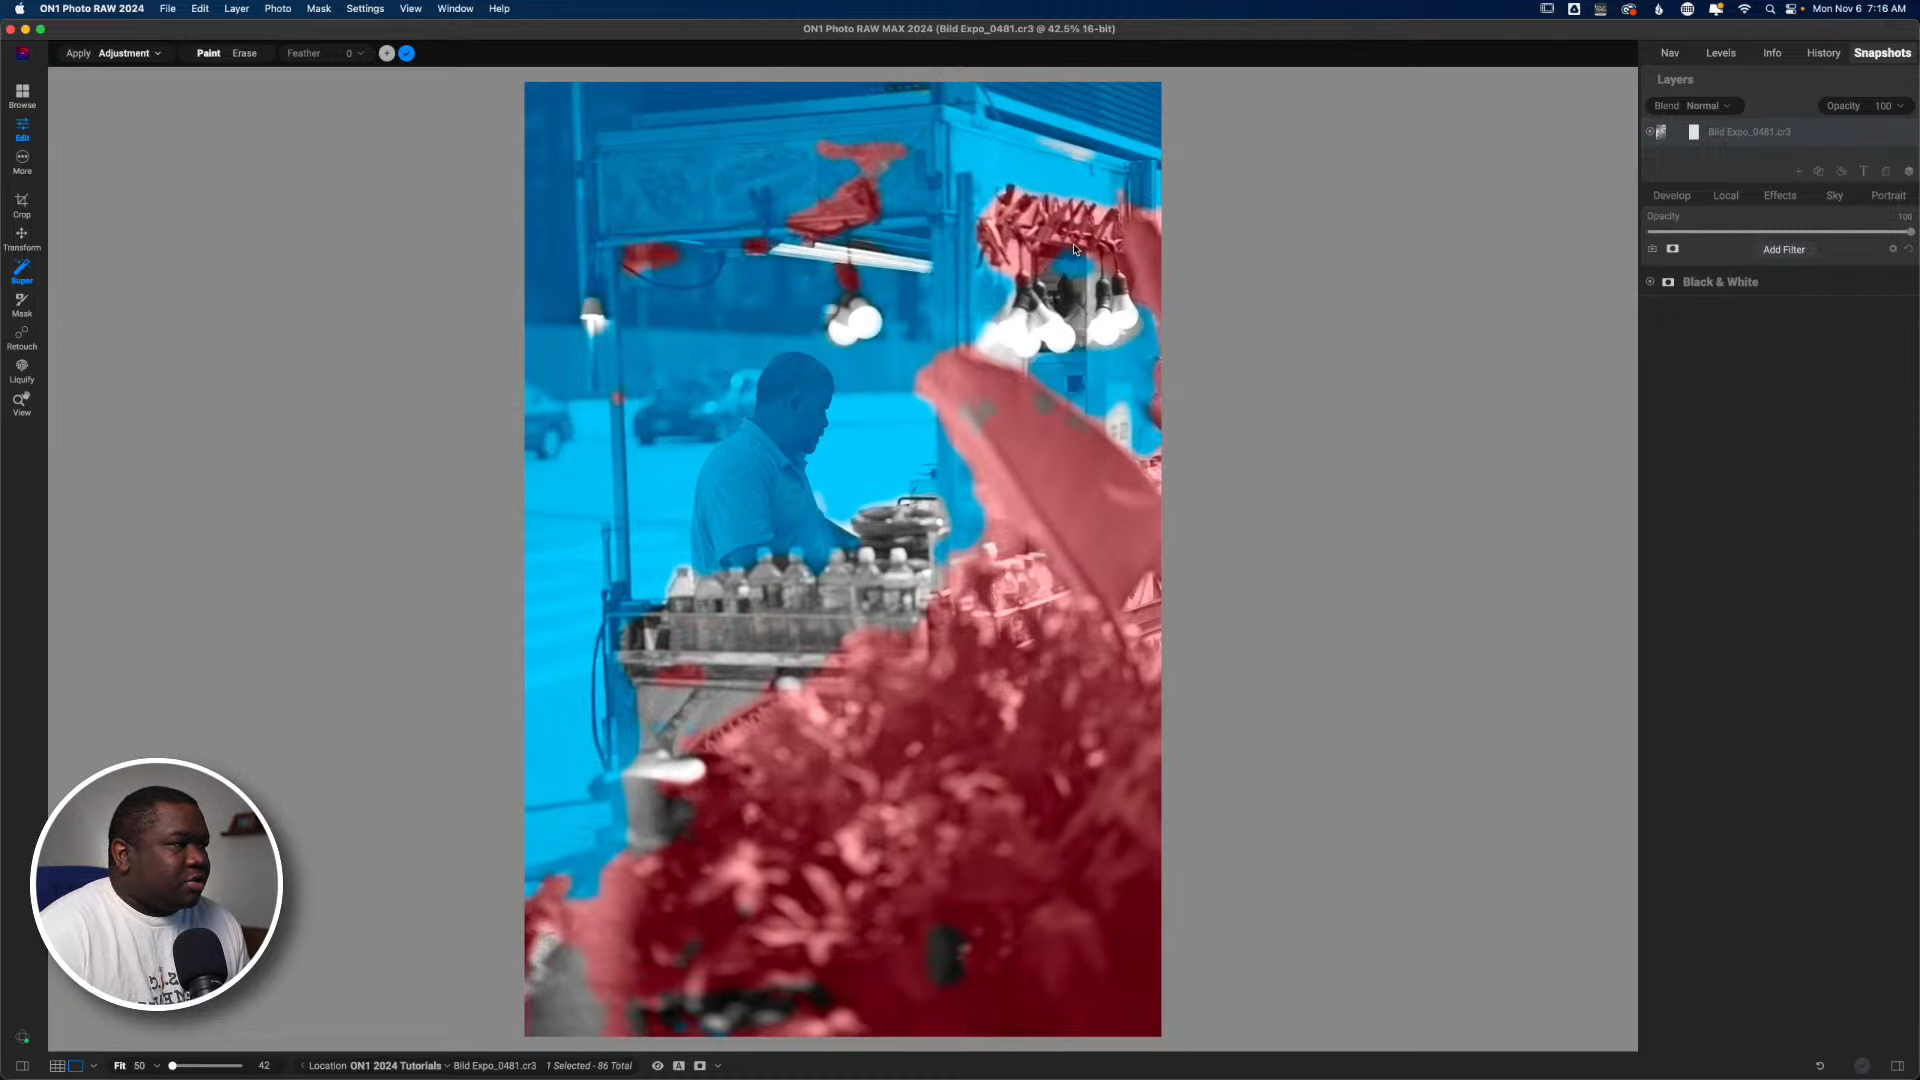 ON1 Photo RAW 2024 File Edit Layer Photo Mask Settings View Window Help Mon Nov 6 7:16 AM
ON1 Photo RAW MAX 2024 (Bild Expo_0481.cr3 @ 42.5% 16-bit)
Apply Adjustment Paint Erase Feather 0
Nav Levels Info History Snapshots
Layers
Blend Normal Opacity 100
Bild Expo_0481.cr3
Develop Local Effects Sky Portrait
Opacity 100
Add Filter
Black & White
Browse
Edit
More
Crop
Transform
Super
Mask
Retouch
Liquify
View
Fit 50 42 Location ON1 2024 Tutorials Bild Expo_0481.cr3 1 Selected - 86 Total